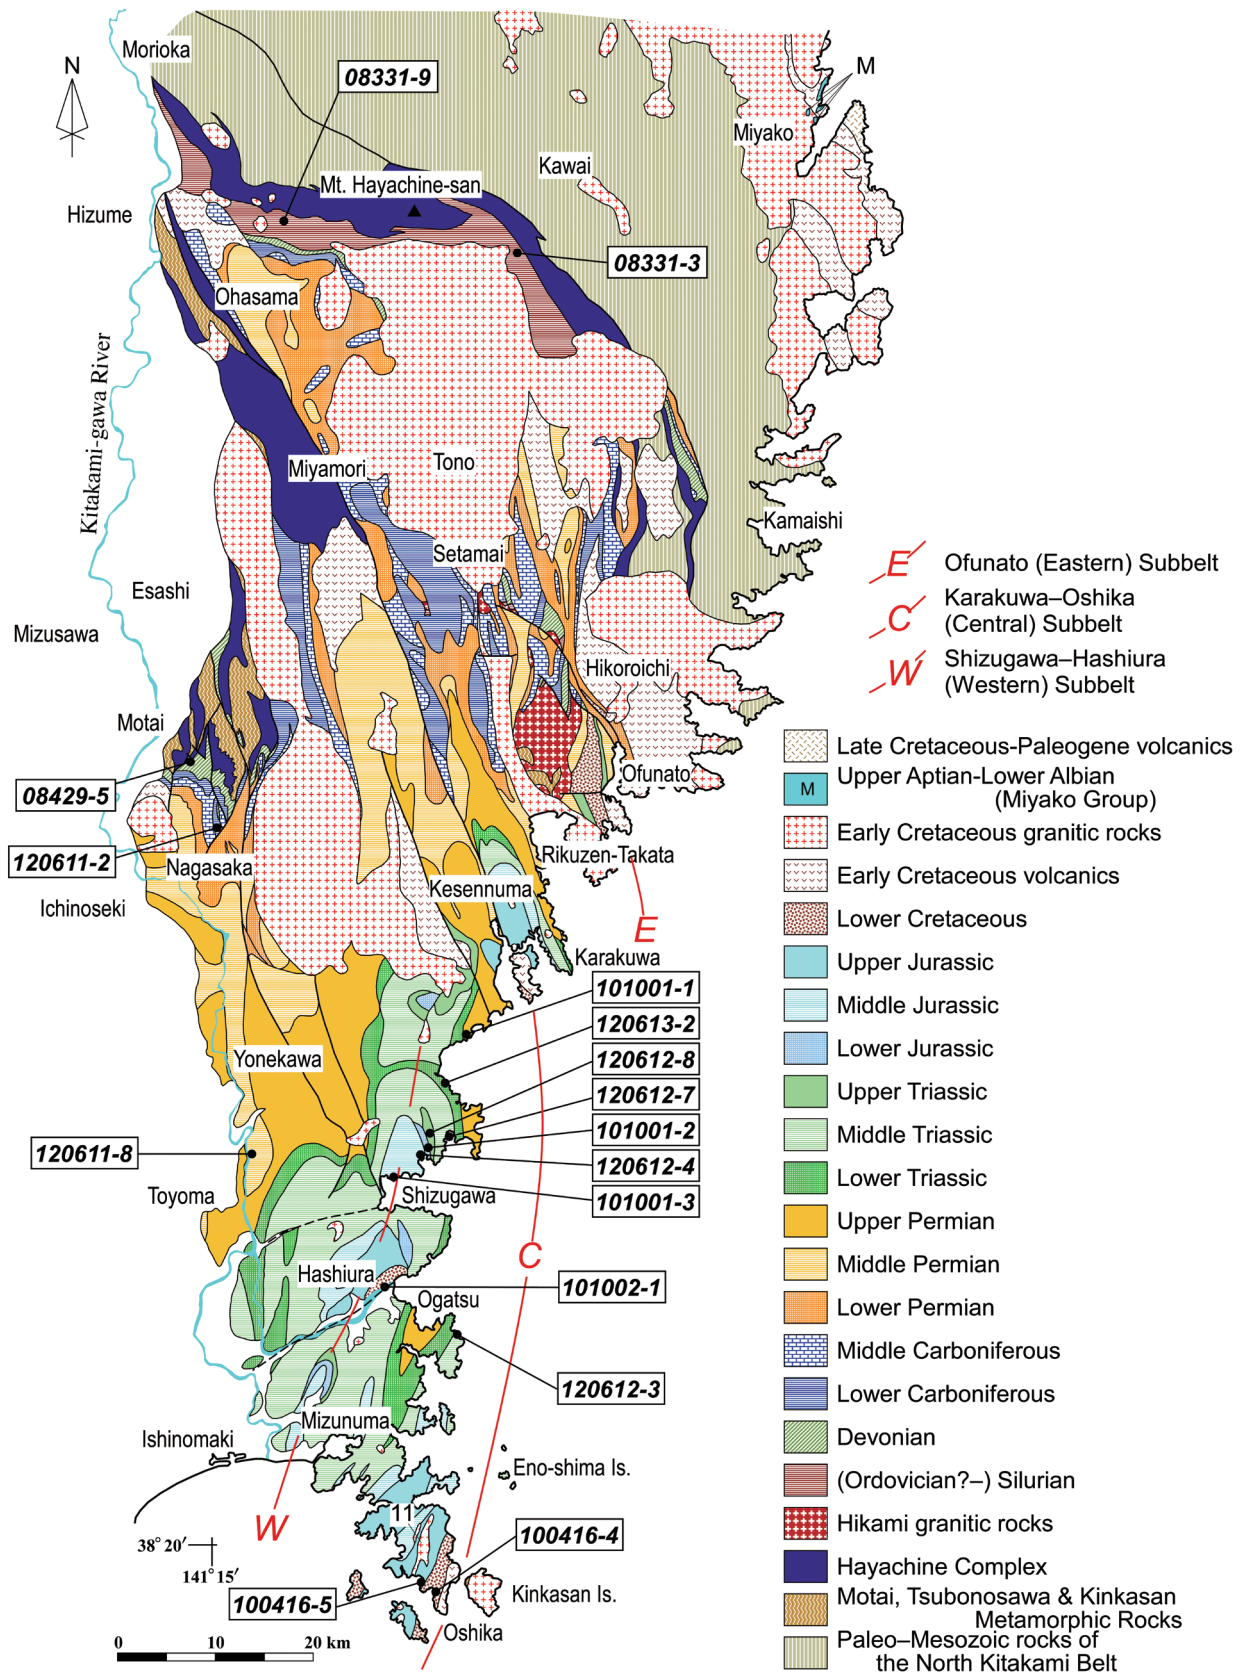 Morioka
N
08331-9
M
Miyako
Kawai
Mt. Hayachine-san
Hizume
08331-3
Ohasama
Kitakami-gawa River
Miyamori
Tono
Kamaishi
Setamai
Esashi
Mizusawa
Hikoroichi
Motai
Ofunato
08429-5
120611-2
Nagasaka
Rikuzen-Takata
Kesennuma
Ichinoseki
E
Karakuwa
101001-1
120613-2
Yonekawa
120612-8
120612-7
101001-2
120611-8
120612-4
Toyoma
Shizugawa
101001-3
C
Hashiura
101002-1
Ogatsu
120612-3
Mizunuma
Ishinomaki
Eno-shima Is.
W
11
100416-4
38° 20′
141° 15′
100416-5
Kinkasan Is.
Oshika
0 10 20 km
E Ofunato (Eastern) Subbelt
C Karakuwa–Oshika
(Central) Subbelt
W Shizugawa–Hashiura
(Western) Subbelt
Late Cretaceous-Paleogene volcanics
M Upper Aptian-Lower Albian
(Miyako Group)
Early Cretaceous granitic rocks
Early Cretaceous volcanics
Lower Cretaceous
Upper Jurassic
Middle Jurassic
Lower Jurassic
Upper Triassic
Middle Triassic
Lower Triassic
Upper Permian
Middle Permian
Lower Permian
Middle Carboniferous
Lower Carboniferous
Devonian
(Ordovician?–) Silurian
Hikami granitic rocks
Hayachine Complex
Motai, Tsubonosawa & Kinkasan
Metamorphic Rocks
Paleo–Mesozoic rocks of
the North Kitakami Belt